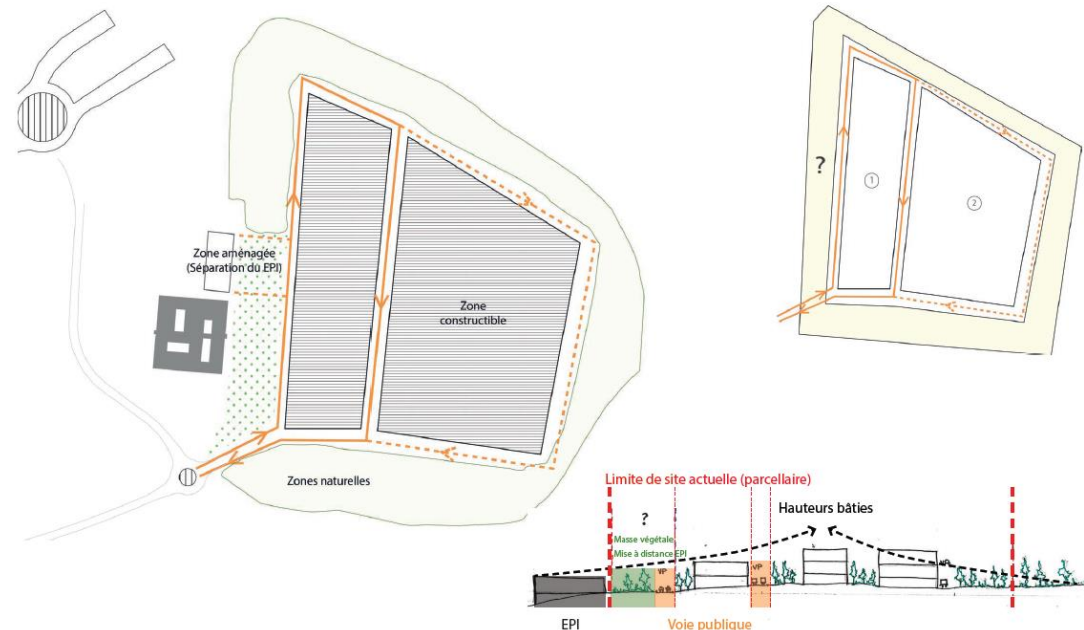 Zone aménagée
(Séparation du EPI)
Zone
constructible
Zones naturelles
?
1
2
Limite de site actuelle (parcellaire)
Hauteurs bâties
?
Masse végétale
Mise à distance EPI
VP
VP
EPI
Voie publique